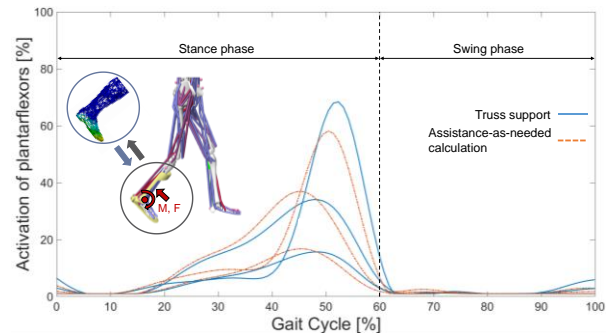 Activation of plantarflexors [%]
100
80
60
40
20
0
Stance phase
Swing phase
Truss support
Assistance-as-needed
calculation
M, F
0
10
20
30
40
50
60
70
80
90
100
Gait Cycle [%]